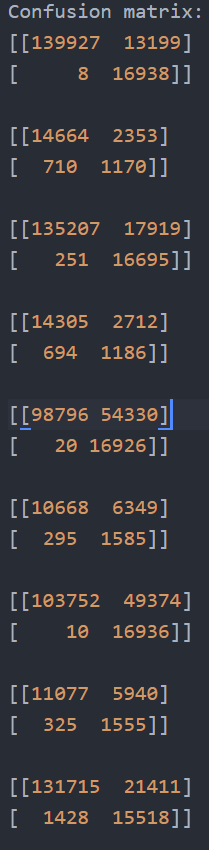 Confusion matrix:
[[139927  13199]
[     8  16938]]
[[14664  2353]
[  710  1170]]
[[135207  17919]
[   251  16695]]
[[14305  2712]
[  694  1186]]
[[98796 54330]
[   20 16926]]
[[10668  6349]
[  295  1585]]
[[103752  49374]
[    10  16936]]
[[11077  5940]
[  325  1555]]
[[131715  21411]
[  1428  15518]]